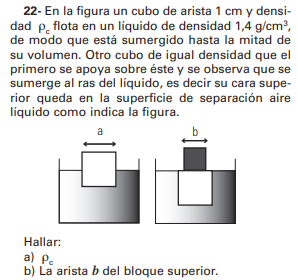 22- En la figura un cubo de arista 1 cm y densi-
dad ρc flota en un líquido de densidad 1,4 g/cm³,
de modo que está sumergido hasta la mitad de
su volumen. Otro cubo de igual densidad que el
primero se apoya sobre éste y se observa que se
sumerge al ras del líquido, es decir su cara supe-
rior queda en la superficie de separación aire
líquido como indica la figura.
a b
Hallar:
a) ρc
b) La arista b del bloque superior.